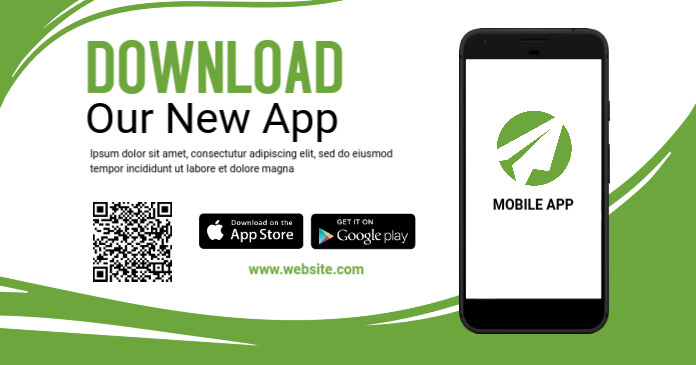 DOWNLOAD
Our New App
Ipsum dolor sit amet, consectutur adipiscing elit, sed do eiusmod
tempor incididunt ut labore et dolore magna
Download on the
App Store
GET IT ON
Google play
www.website.com
MOBILE APP